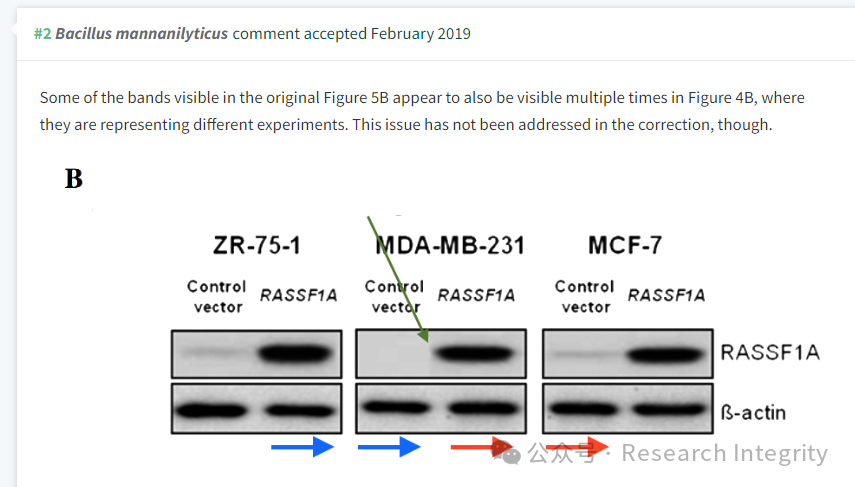 #2 Bacillus mannanilyticus comment accepted February 2019
Some of the bands visible in the original Figure 5B appear to also be visible multiple times in Figure 4B, where
they are representing different experiments. This issue has not been addressed in the correction, though.
B
ZR-75-1 MDA-MB-231 MCF-7
Control vector RASSF1A Control vector RASSF1A Control vector RASSF1A
RASSF1A
ß-actin
公众号 · Research Integrity